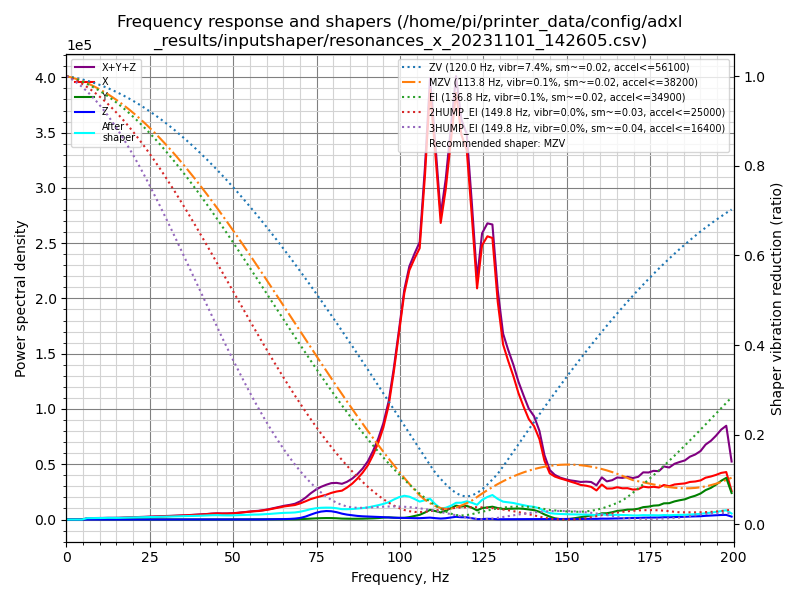 Frequency response and shapers (/home/pi/printer_data/config/adxl
_results/inputshaper/resonances_x_20231101_142605.csv)
1e5
X+Y+Z
X
Y
Z
After
shaper
ZV (120.0 Hz, vibr=7.4%, sm~=0.02, accel<=56100)
MZV (113.8 Hz, vibr=0.1%, sm~=0.02, accel<=38200)
EI (136.8 Hz, vibr=0.1%, sm~=0.02, accel<=34900)
2HUMP_EI (149.8 Hz, vibr=0.0%, sm~=0.03, accel<=25000)
3HUMP_EI (149.8 Hz, vibr=0.0%, sm~=0.04, accel<=16400)
Recommended shaper: MZV
Power spectral density
4.0
3.5
3.0
2.5
2.0
1.5
1.0
0.5
0.0
1.0
0.8
0.6
0.4
0.2
0.0
Shaper vibration reduction (ratio)
0 25 50 75 100 125 150 175 200
Frequency, Hz